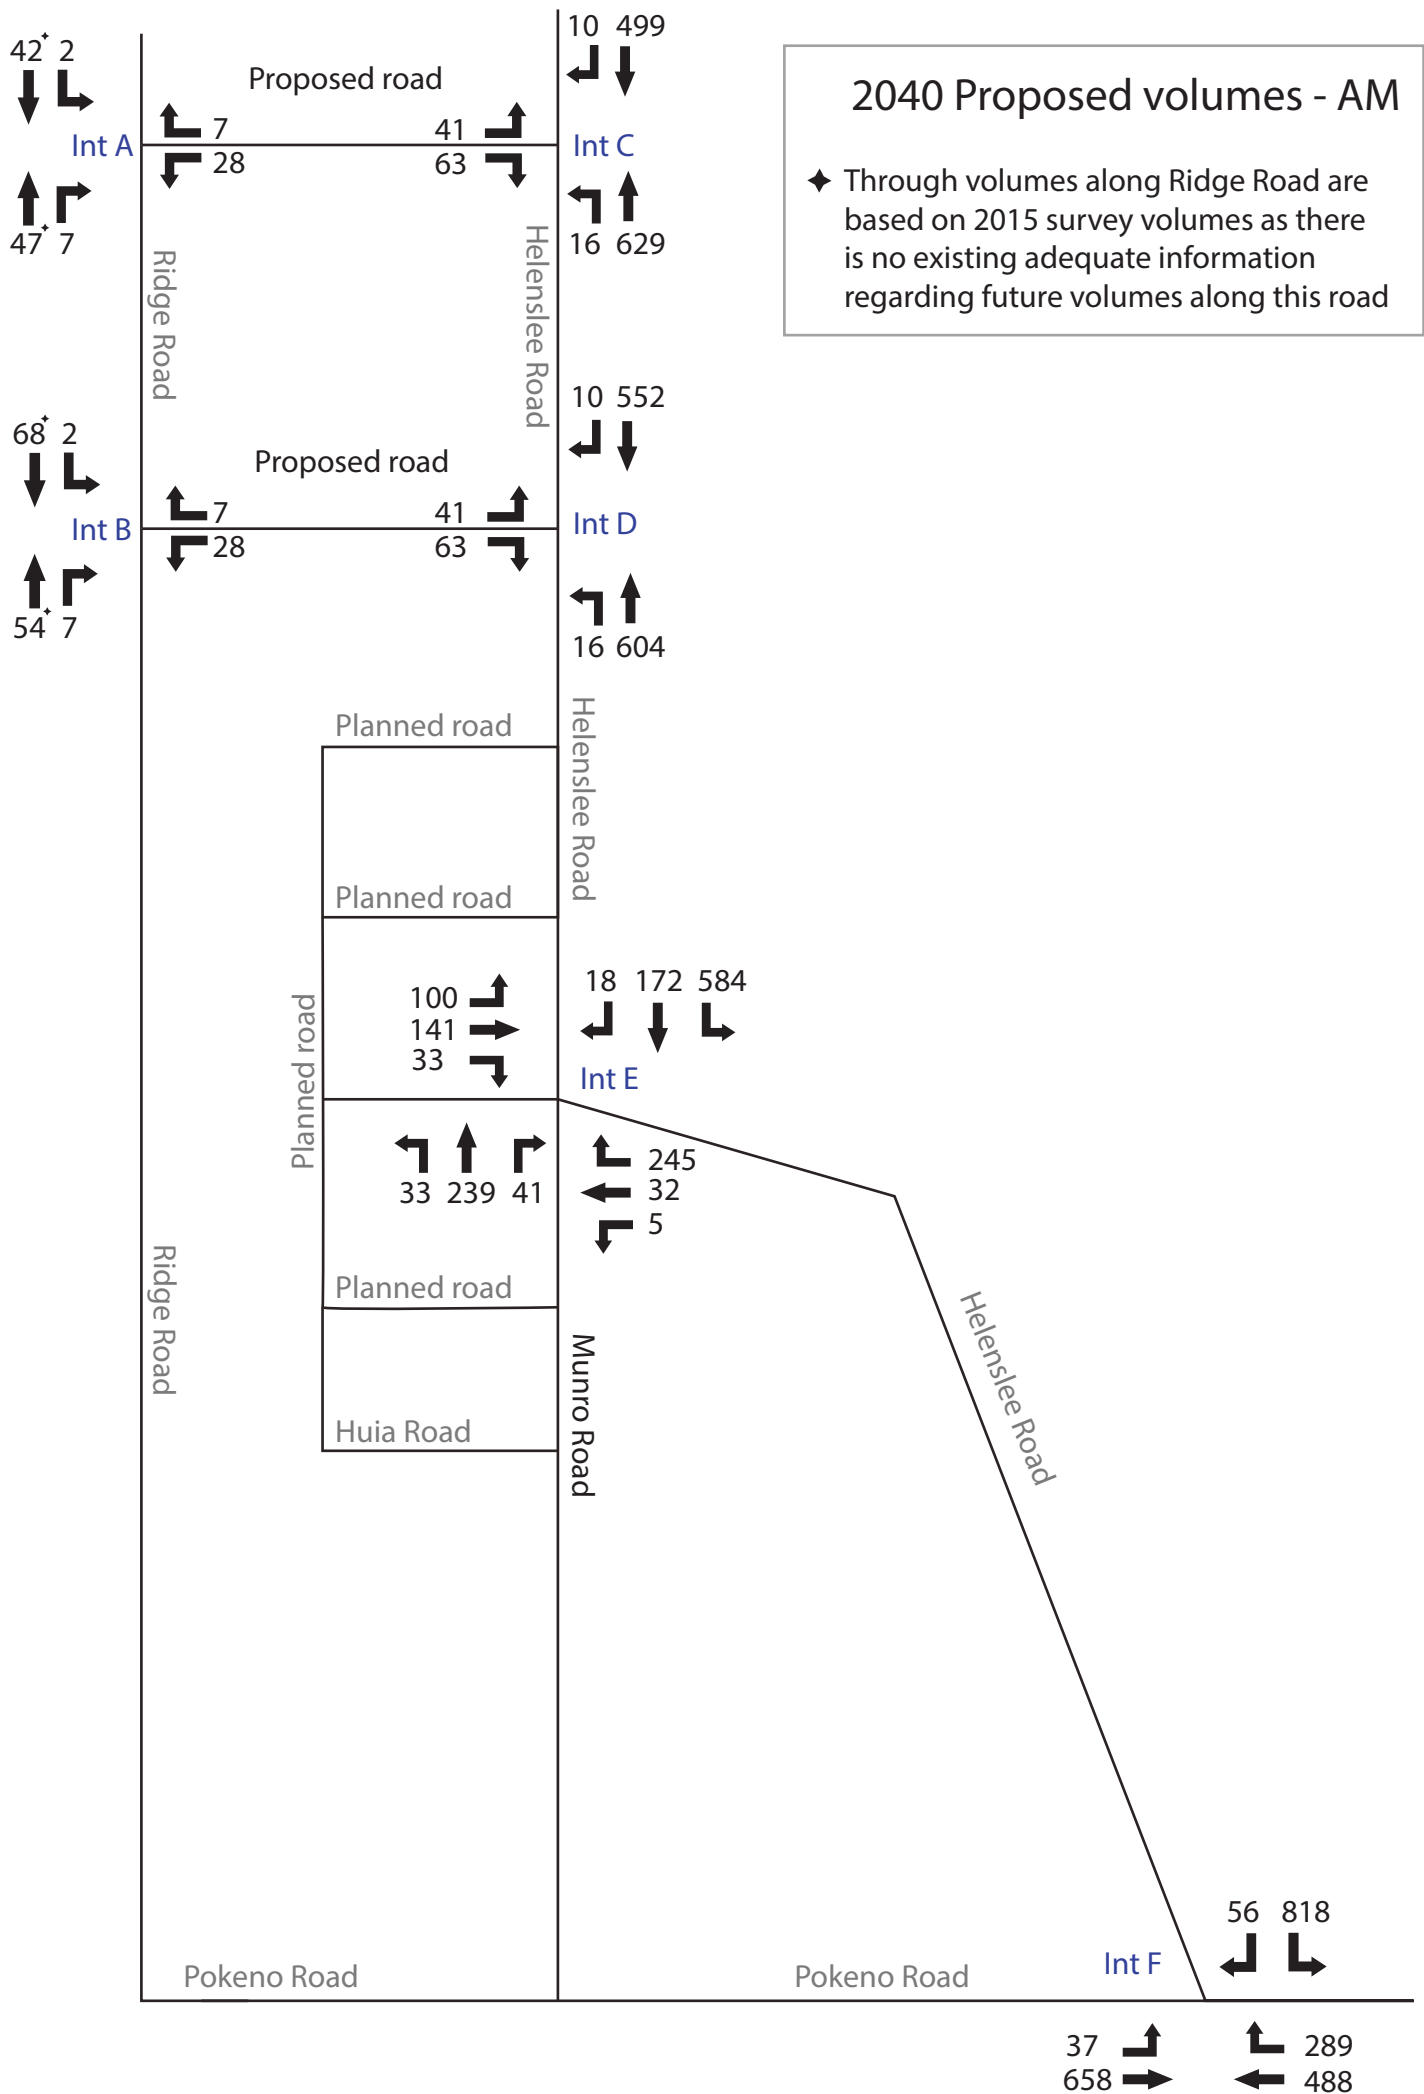 10 499
42✦ 2
Proposed road
2040 Proposed volumes - AM
7
41
Int A
Int C
28
63
✦ Through volumes along Ridge Road are
based on 2015 survey volumes as there
is no existing adequate information
regarding future volumes along this road
47✦ 7
16 629
Ridge Road
Helenslee Road
10 552
68✦ 2
Proposed road
7
41
Int B
Int D
28
63
54✦ 7
16 604
Planned road
Helenslee Road
Planned road
18 172 584
100
141
33
Planned road
Int E
33 239 41
245
32
5
Ridge Road
Planned road
Helenslee Road
Munro Road
Huia Road
56 818
Int F
Pokeno Road
Pokeno Road
37
289
658
488